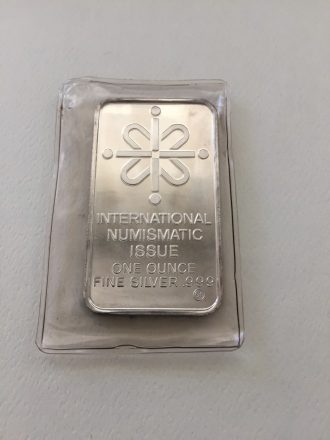 INTERNATIONAL
NUMISMATIC
ISSUE
ONE OUNCE
FINE SILVER .999